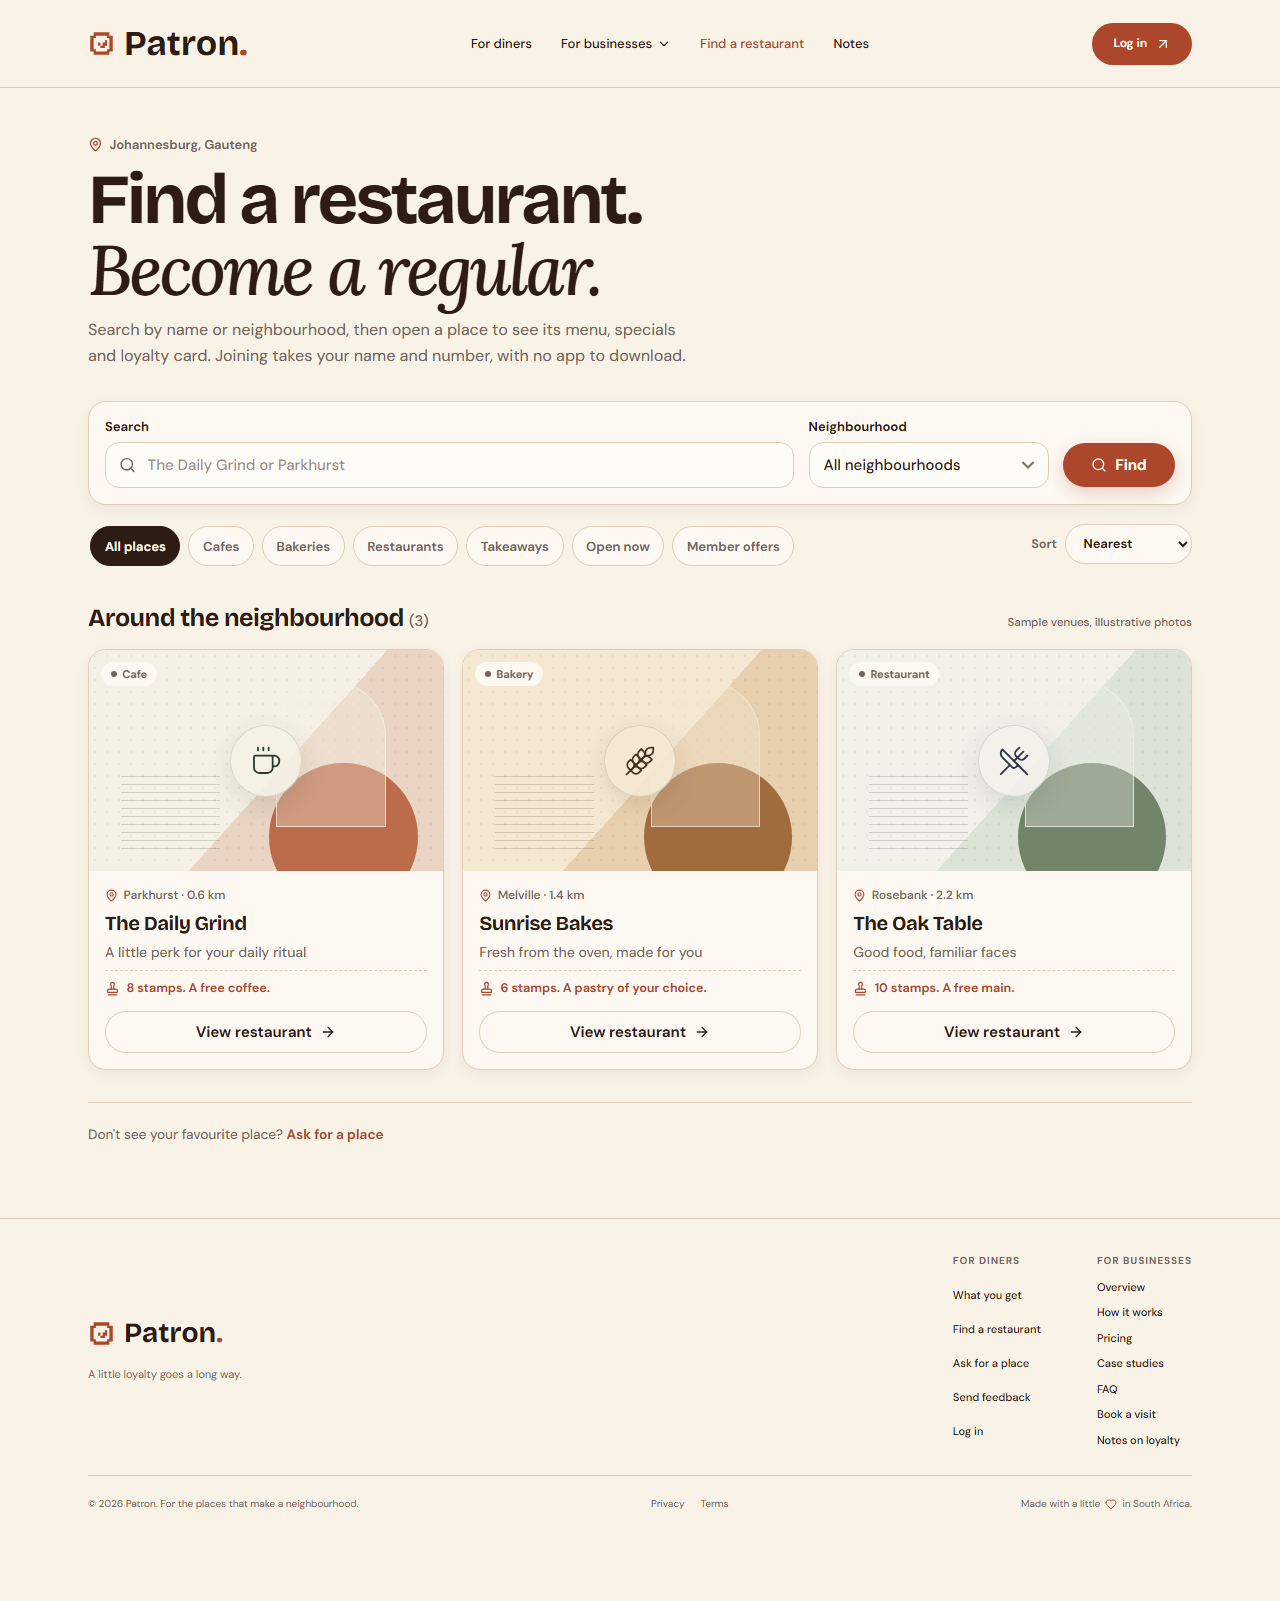 Patron.
For diners
For businesses
Find a restaurant
Notes
Log in
Johannesburg, Gauteng
Find a restaurant.
Become a regular.
Search by name or neighbourhood, then open a place to see its menu, specials
and loyalty card. Joining takes your name and number, with no app to download.
Search
The Daily Grind or Parkhurst
Neighbourhood
All neighbourhoods
Find
All places
Cafes
Bakeries
Restaurants
Takeaways
Open now
Member offers
Sort
Nearest
Around the neighbourhood (3)
Sample venues, illustrative photos
Cafe
Parkhurst · 0.6 km
The Daily Grind
A little perk for your daily ritual
8 stamps. A free coffee.
View restaurant
Bakery
Melville · 1.4 km
Sunrise Bakes
Fresh from the oven, made for you
6 stamps. A pastry of your choice.
View restaurant
Restaurant
Rosebank · 2.2 km
The Oak Table
Good food, familiar faces
10 stamps. A free main.
View restaurant
Don't see your favourite place? Ask for a place
Patron.
A little loyalty goes a long way.
FOR DINERS
What you get
Find a restaurant
Ask for a place
Send feedback
Log in
FOR BUSINESSES
Overview
How it works
Pricing
Case studies
FAQ
Book a visit
Notes on loyalty
© 2026 Patron. For the places that make a neighbourhood.
Privacy
Terms
Made with a little in South Africa.